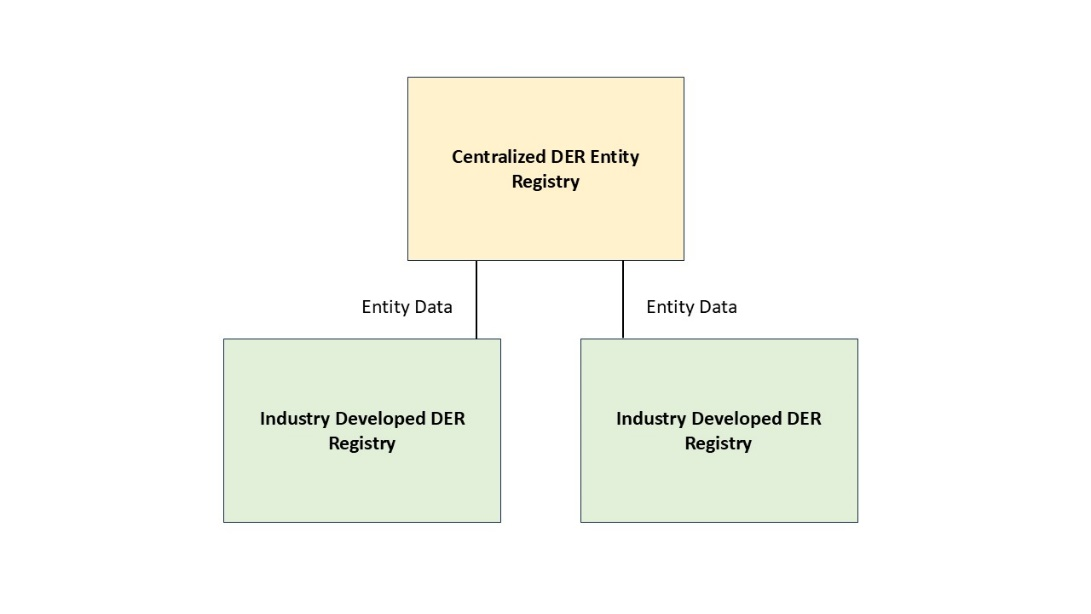 Centralized DER Entity
Registry
Entity Data
Entity Data
Industry Developed DER
Registry
Industry Developed DER
Registry